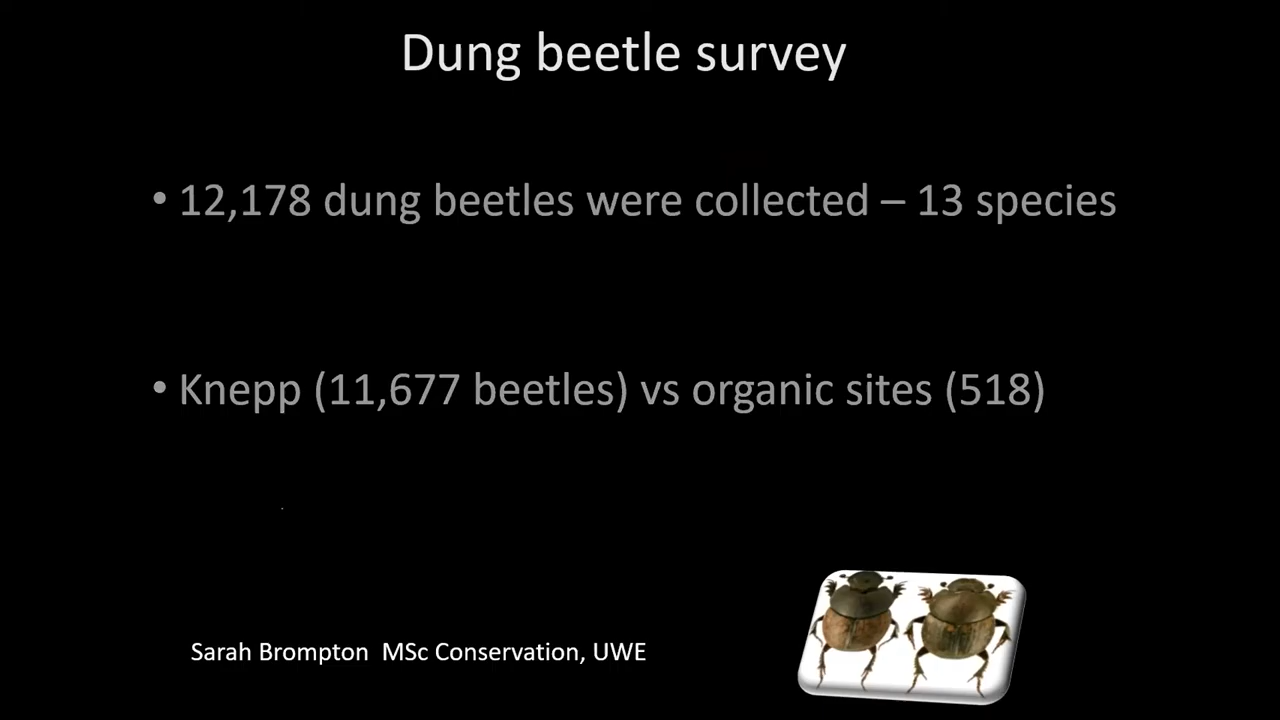 Dung beetle survey
• 12,178 dung beetles were collected – 13 species
• Knepp (11,677 beetles) vs organic sites (518)
Sarah Brompton MSc Conservation, UWE